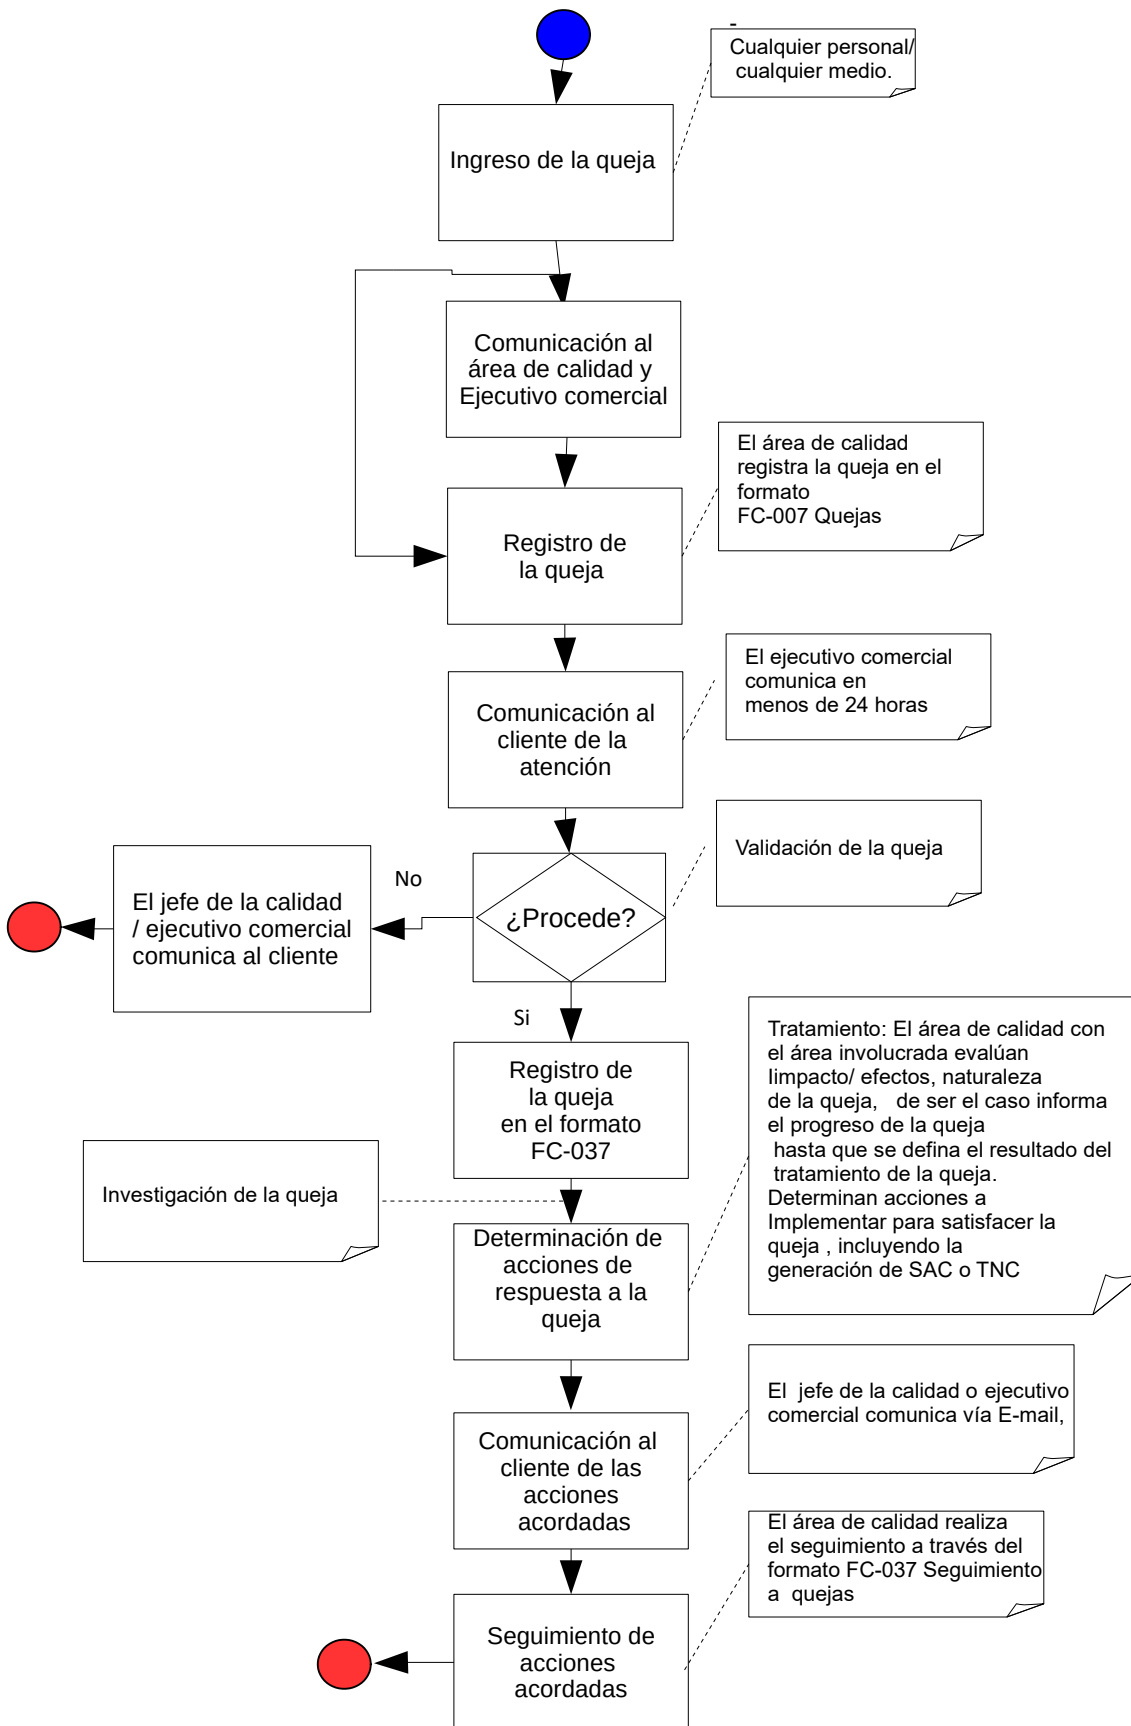 -
Cualquier personal/
cualquier medio.
Ingreso de la queja
Comunicación al
área de calidad y
Ejecutivo comercial
El área de calidad
registra la queja en el
formato
FC-007 Quejas
Registro de
la queja
El ejecutivo comercial
comunica en
menos de 24 horas
Comunicación al
cliente de la
atención
Validación de la queja
¿Procede?
No
El jefe de la calidad
/ ejecutivo comercial
comunica al cliente
Si
Registro de
la queja
en el formato
FC-037
Tratamiento: El área de calidad con
el área involucrada evalúan
Iimpacto/ efectos, naturaleza
de la queja, de ser el caso informa
el progreso de la queja
hasta que se defina el resultado del
tratamiento de la queja.
Determinan acciones a
Implementar para satisfacer la
queja , incluyendo la
generación de SAC o TNC
Investigación de la queja
Determinación de
acciones de
respuesta a la
queja
El jefe de la calidad o ejecutivo
comercial comunica vía E-mail,
Comunicación al
cliente de las
acciones
acordadas
El área de calidad realiza
el seguimiento a través del
formato FC-037 Seguimiento
a quejas
Seguimiento de
acciones
acordadas